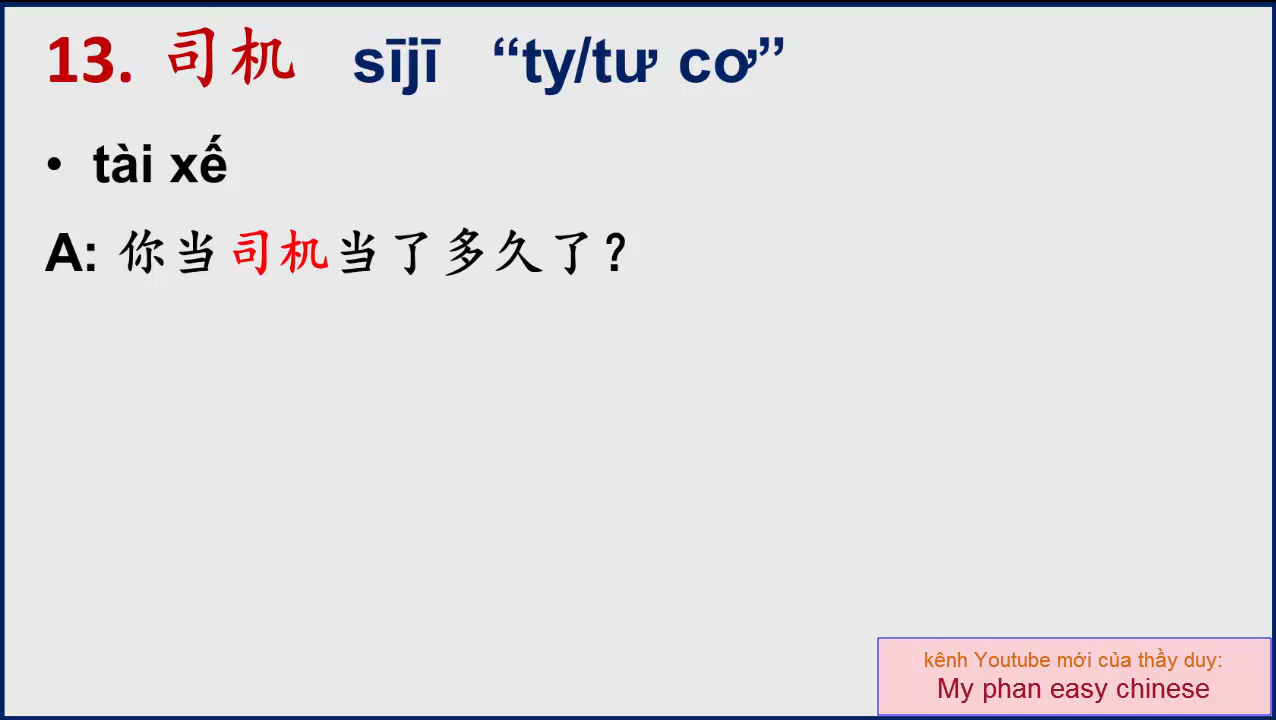 13. 司机 sījī “ty/tư cơ”
• tài xế
A: 你当司机当了多久了？
kênh Youtube mới của thầy duy:
My phan easy chinese